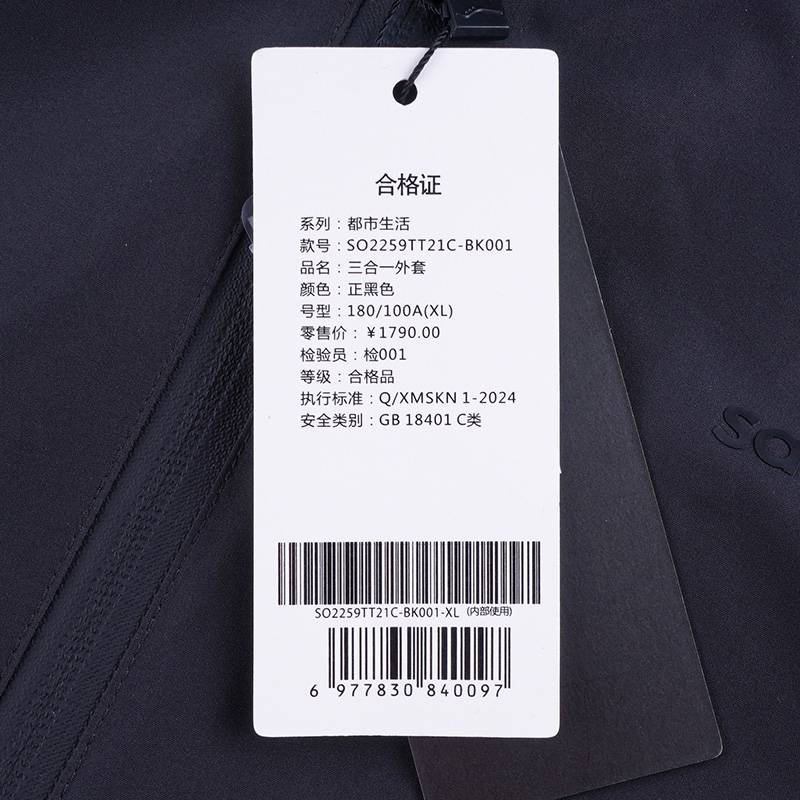 合格证
系列：都市生活
款号：SO2259TT21C-BK001
品名：三合一外套
颜色：正黑色
号型：180/100A(XL)
零售价：￥1790.00
检验员：检001
等级：合格品
执行标准：Q/XMSKN 1-2024
安全类别：GB 18401 C类
SO2259TT21C-BK001-XL (内部使用)
6 977830 840097